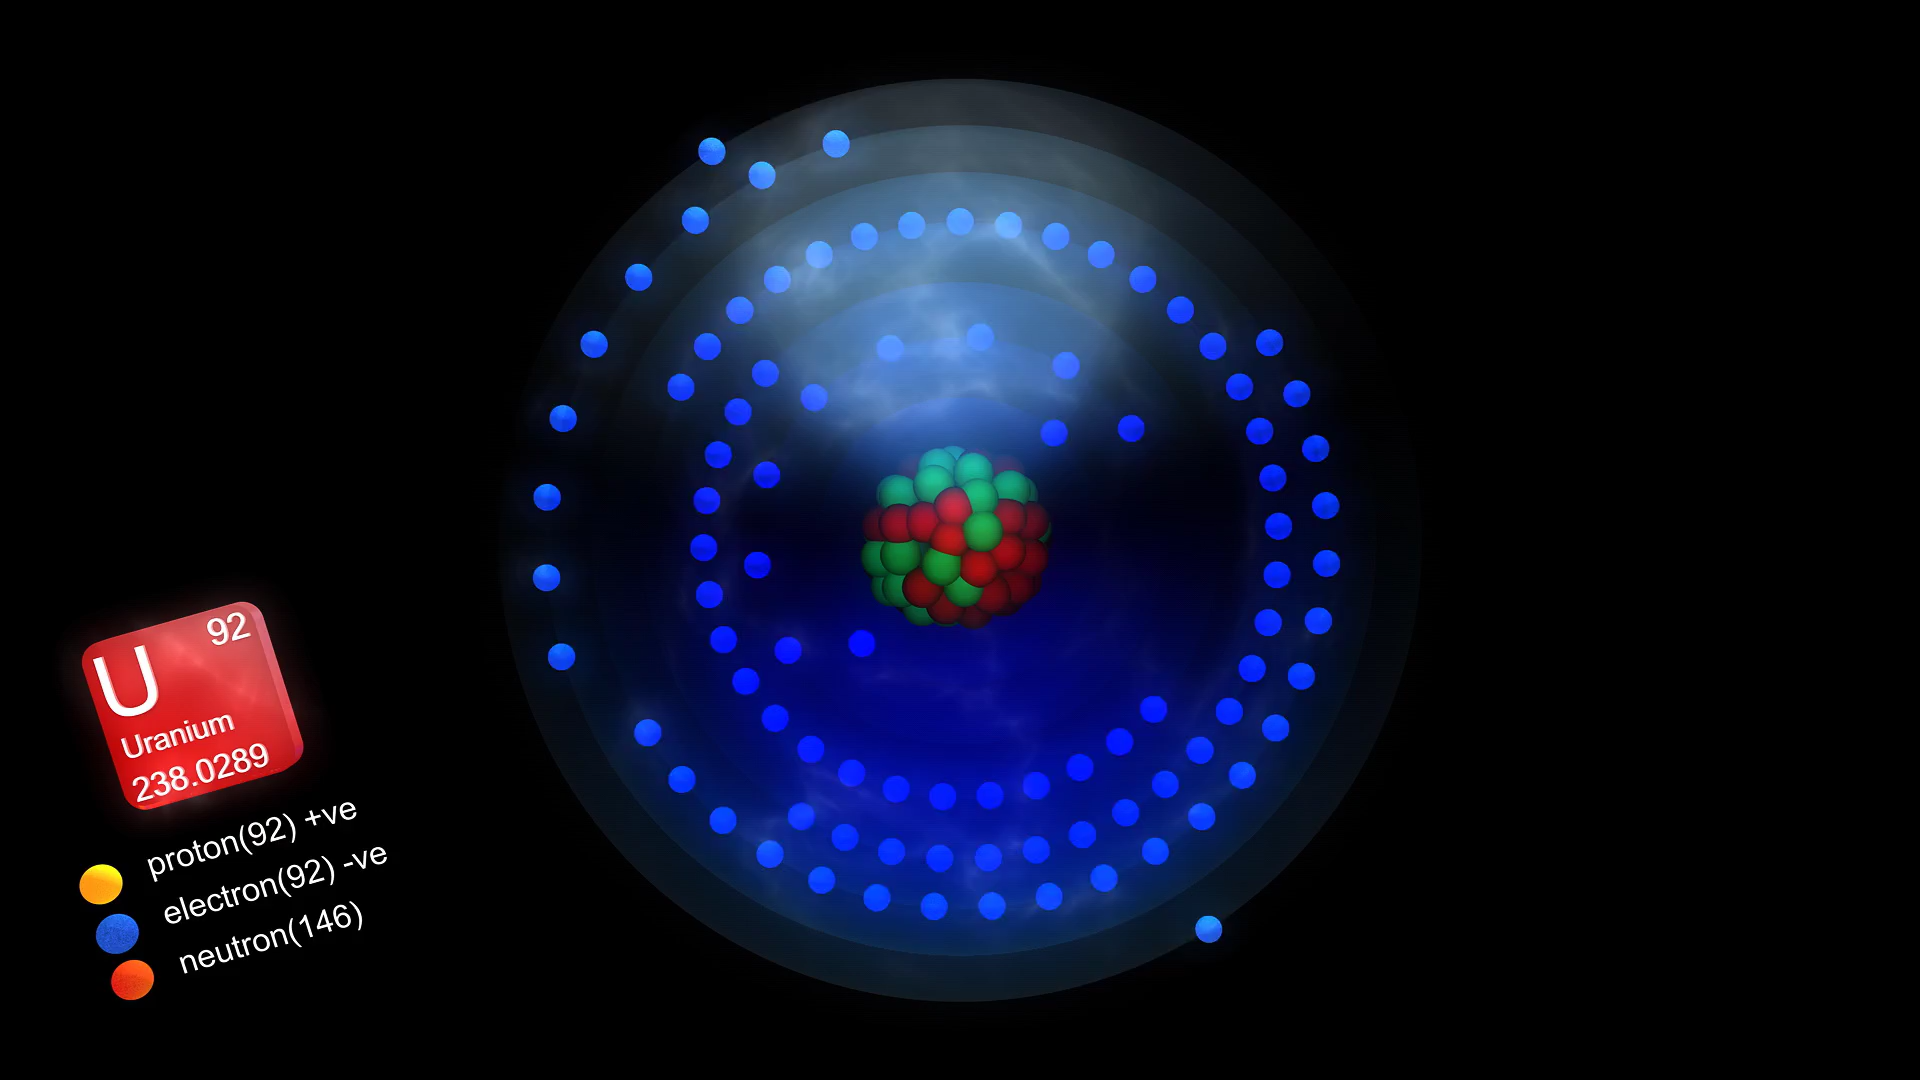 92
U
Uranium
238.0289
proton(92) +ve
electron(92) -ve
neutron(146)